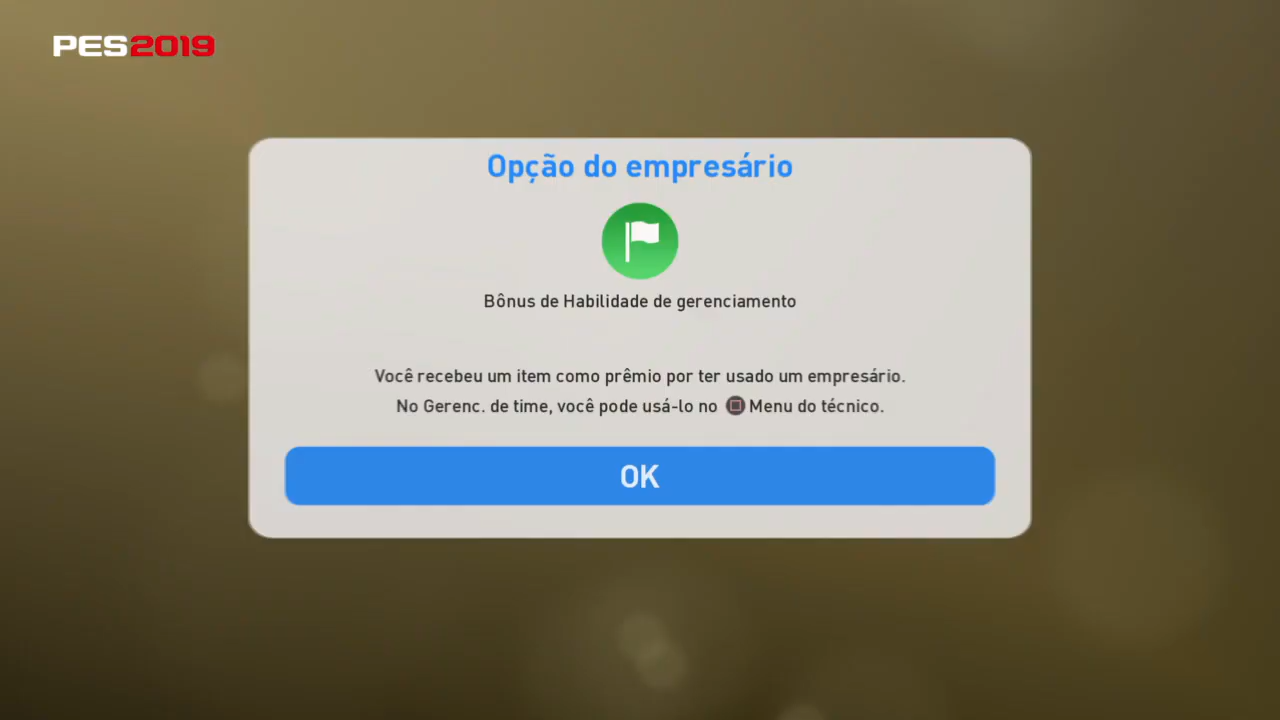 PES2019
Opção do empresário
Bônus de Habilidade de gerenciamento
Você recebeu um item como prêmio por ter usado um empresário.
No Gerenc. de time, você pode usá-lo no Menu do técnico.
OK